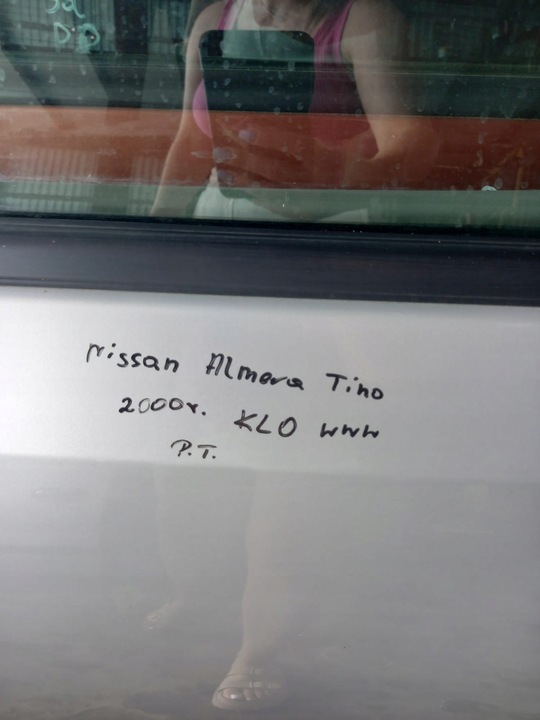 Nissan Almera Tino
2000r. KLO www
P.T.